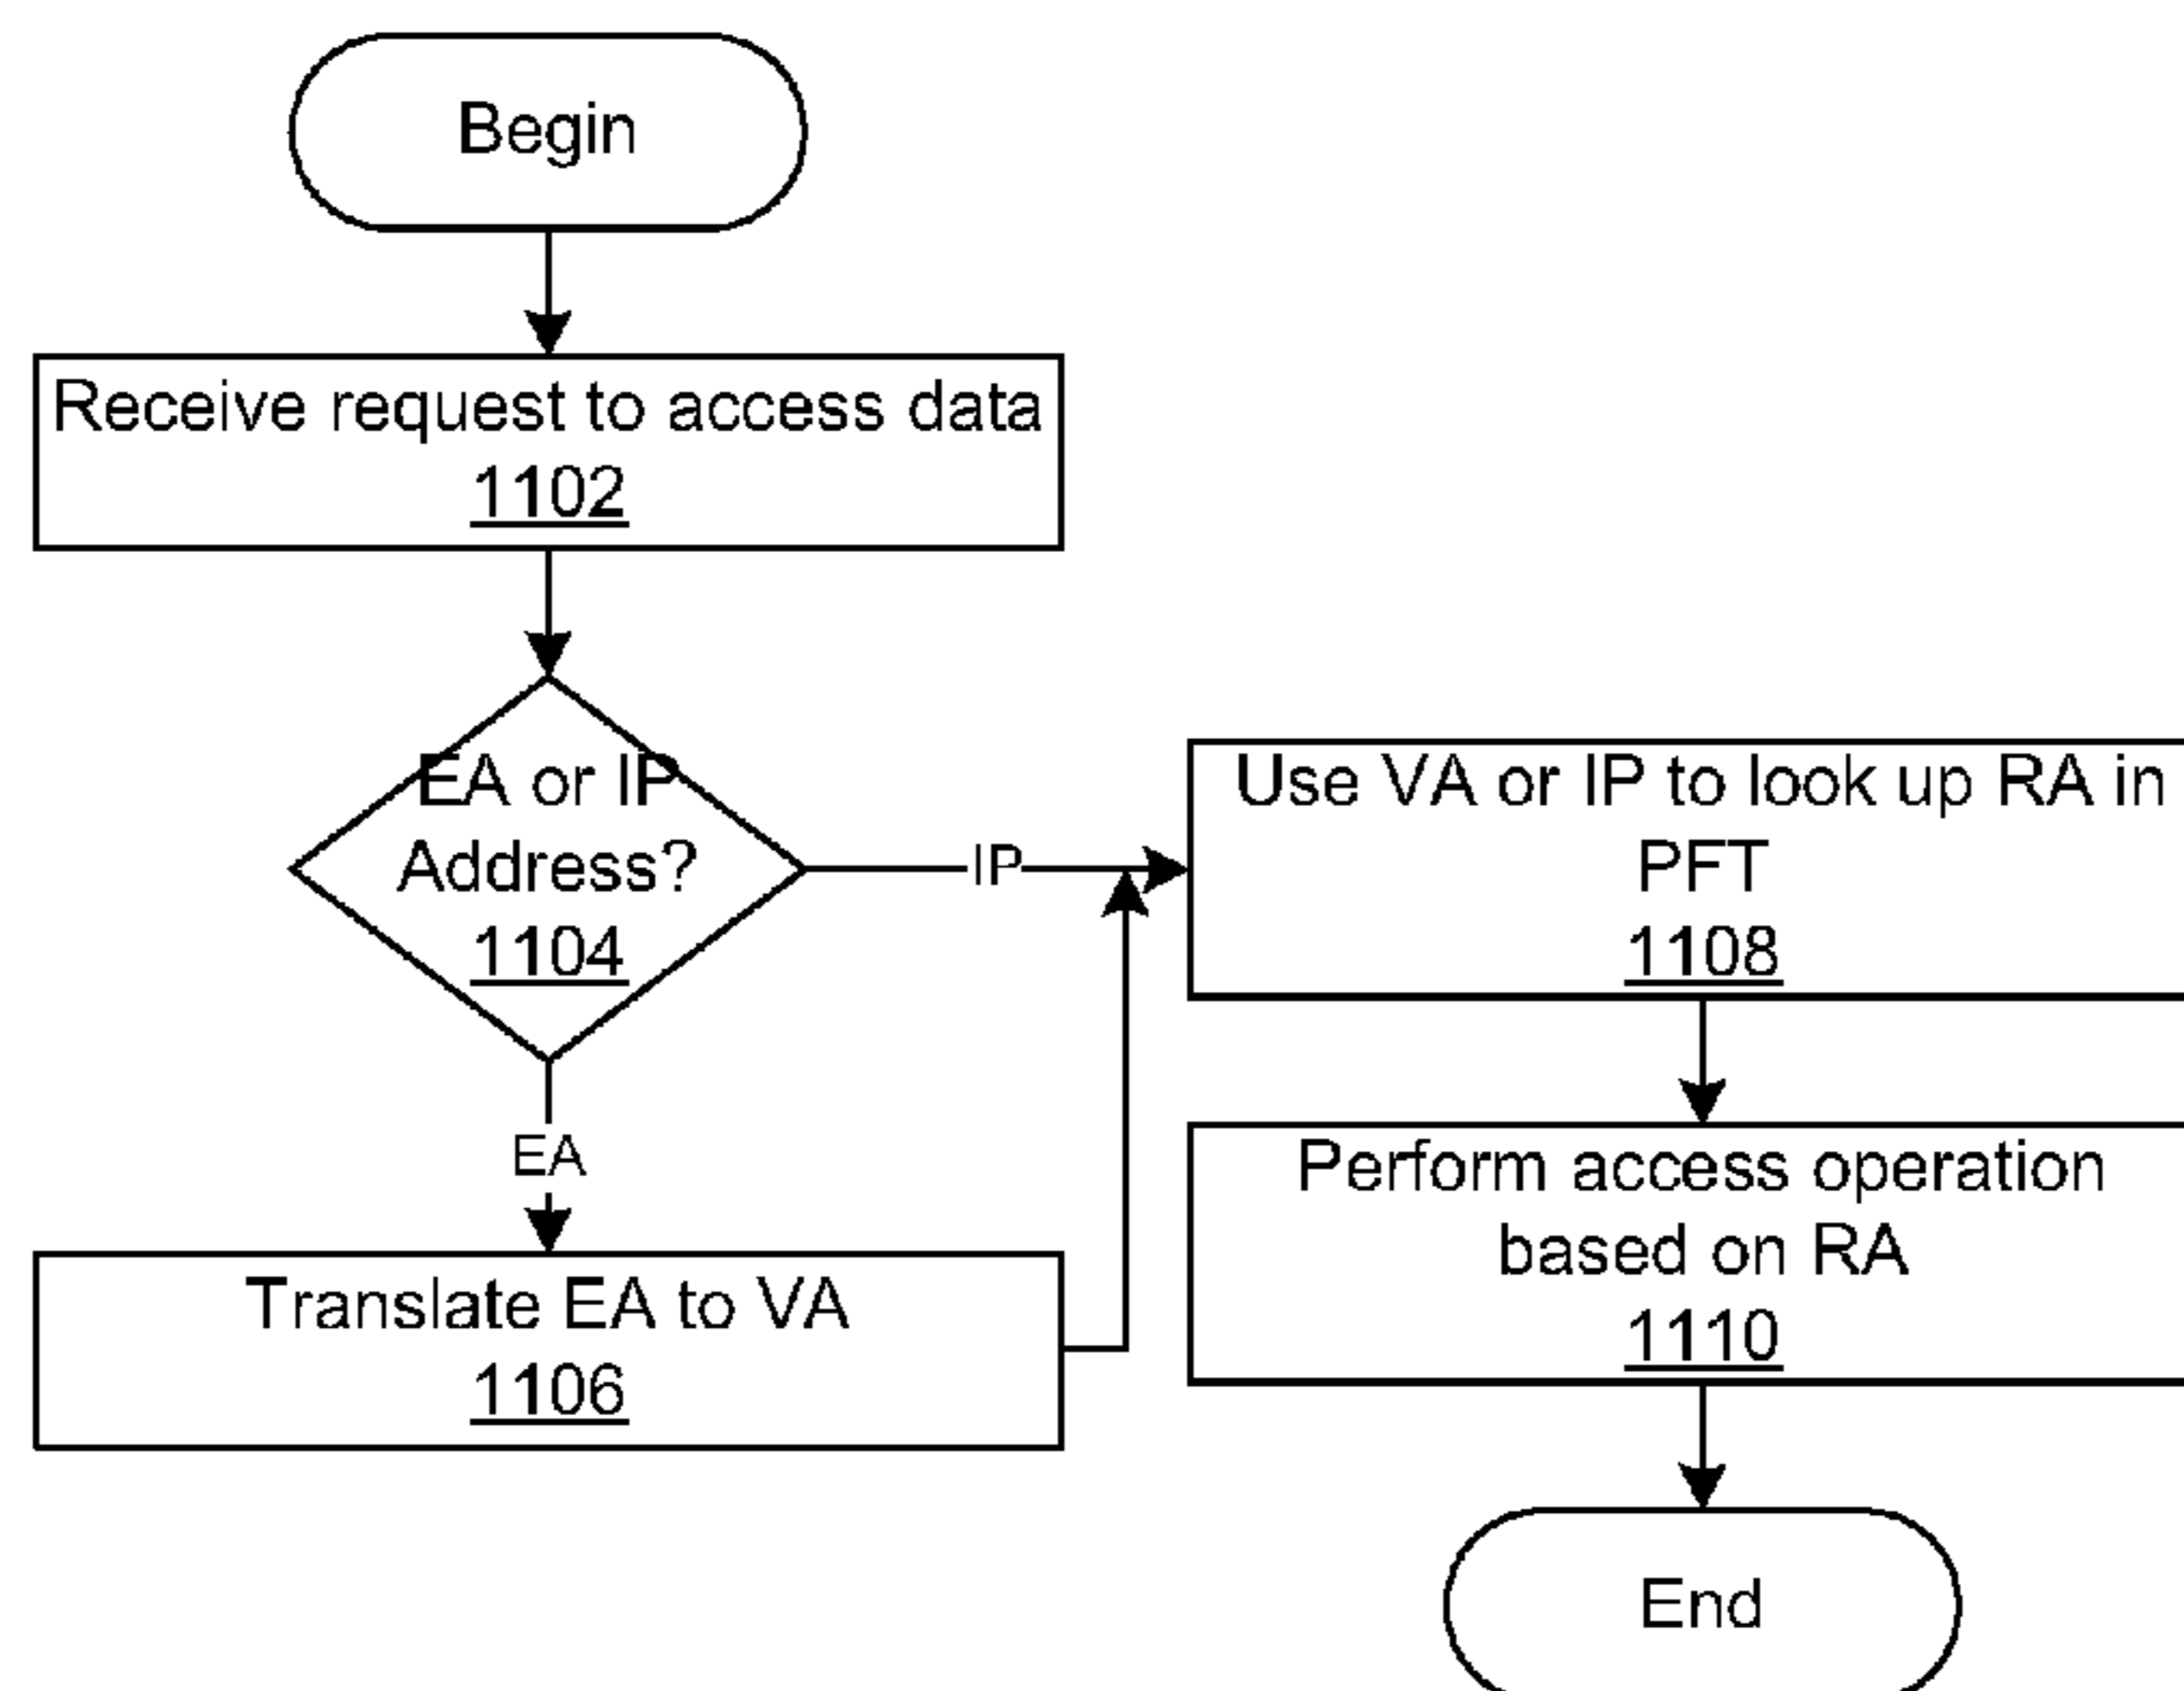 Begin
Receive request to access data
1102
EA or IP
Address?
1104
IP
EA
Translate EA to VA
1106
Use VA or IP to look up RA in
PFT
1108
Perform access operation
based on RA
1110
End